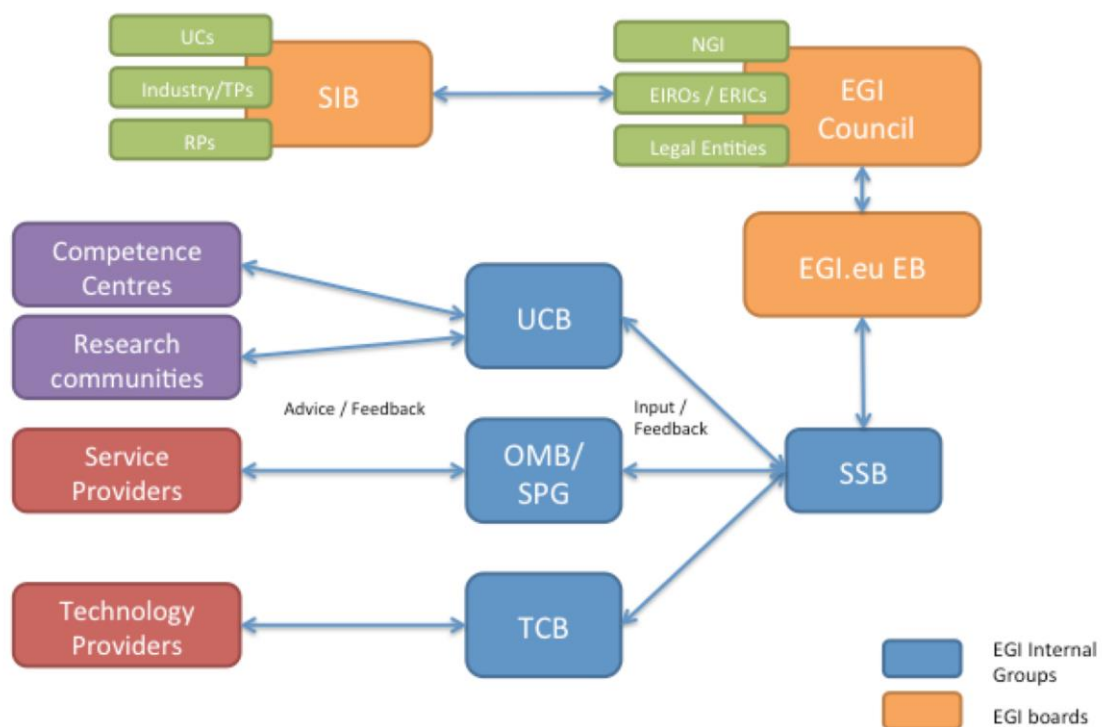 UCs
Industry/TPs
RPs
SIB
NGI
EIROs / ERICs
Legal Entities
EGI
Council
Competence
Centres
EGI.eu EB
UCB
Research
communities
Advice / Feedback
Input /
Feedback
Service
Providers
OMB/
SPG
SSB
Technology
Providers
TCB
EGI Internal
Groups
EGI boards